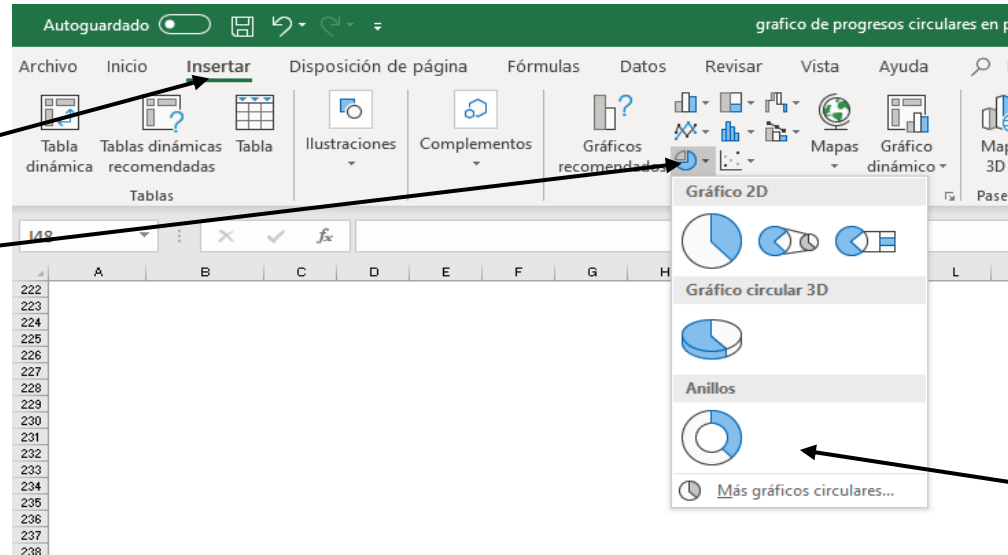 Autoguardado
grafico de progresos circulares en p
Archivo Inicio Insertar Disposición de página Fórmulas Datos Revisar Vista Ayuda
Tabla dinámica
Tablas dinámicas recomendadas
Tabla
Ilustraciones
Complementos
Gráficos recomendados
Mapas
Gráfico dinámico
Map
3D
Tablas
Pase
I48
fx
A B C D E F G H L
Gráfico 2D
Gráfico circular 3D
Anillos
Más gráficos circulares...
222
223
224
225
226
227
228
229
230
231
232
233
234
235
236
237
238